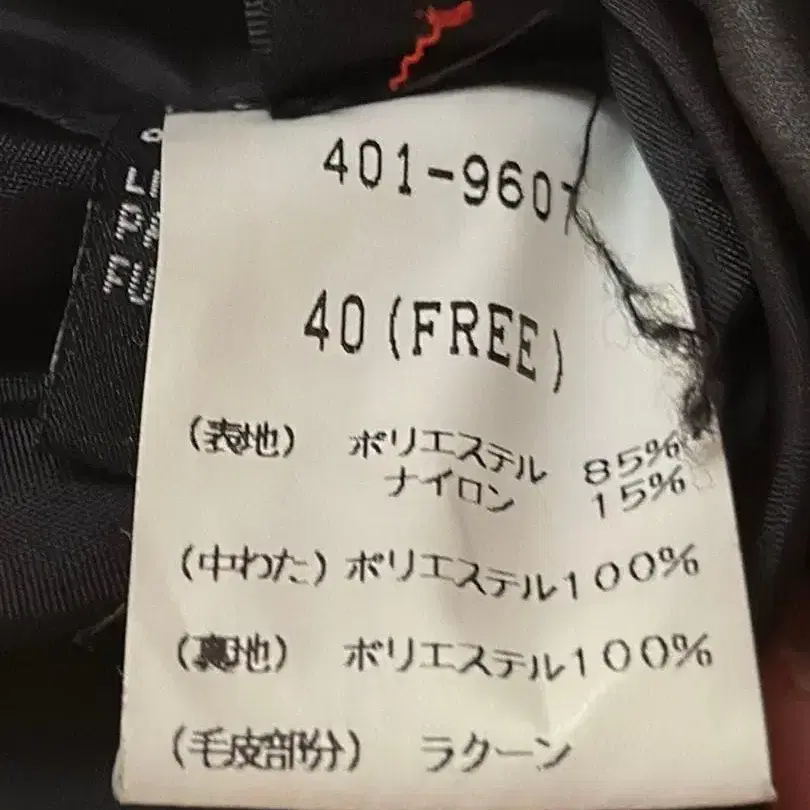 401-9607
40(FREE)
(表地) ポリエステル 85%
ナイロン 15%
(中わた)ポリエステル100%
(裏地) ポリエステル100%
(毛皮部分) ラクーン